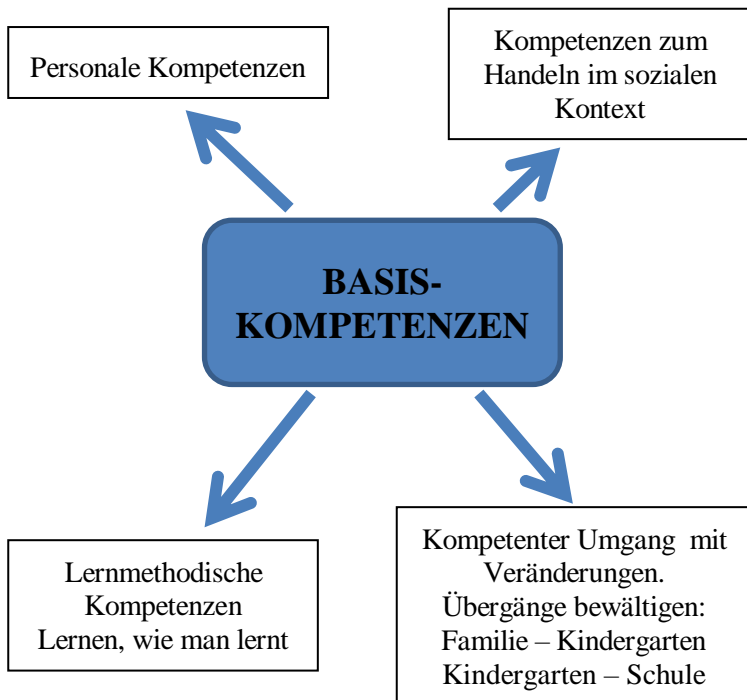 Personale Kompetenzen
Kompetenzen zum
Handeln im sozialen
Kontext
BASIS-
KOMPETENZEN
Lernmethodische
Kompetenzen
Lernen, wie man lernt
Kompetenter Umgang mit
Veränderungen.
Übergänge bewältigen:
Familie – Kindergarten
Kindergarten – Schule